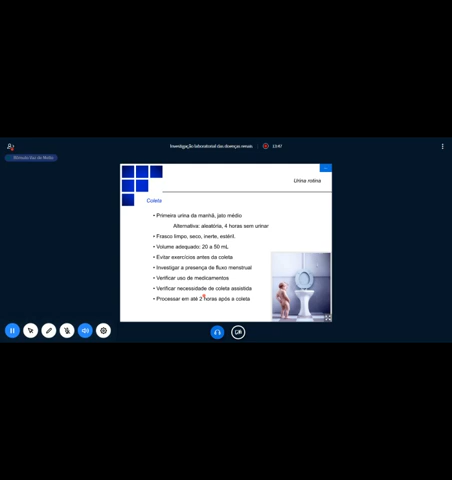 Investigação laboratorial das doenças renais
Urina rotina
Coleta
• Primeira urina da manhã, jato médio
Alternativa: aleatória, 4 horas sem urinar
• Frasco limpo, seco, inerte, estéril.
• Volume adequado: 20 a 50 mL
• Evitar exercícios antes da coleta
• Investigar a presença de fluxo menstrual
• Verificar uso de medicamentos
• Verificar necessidade de coleta assistida
• Processar em até 2 horas após a coleta